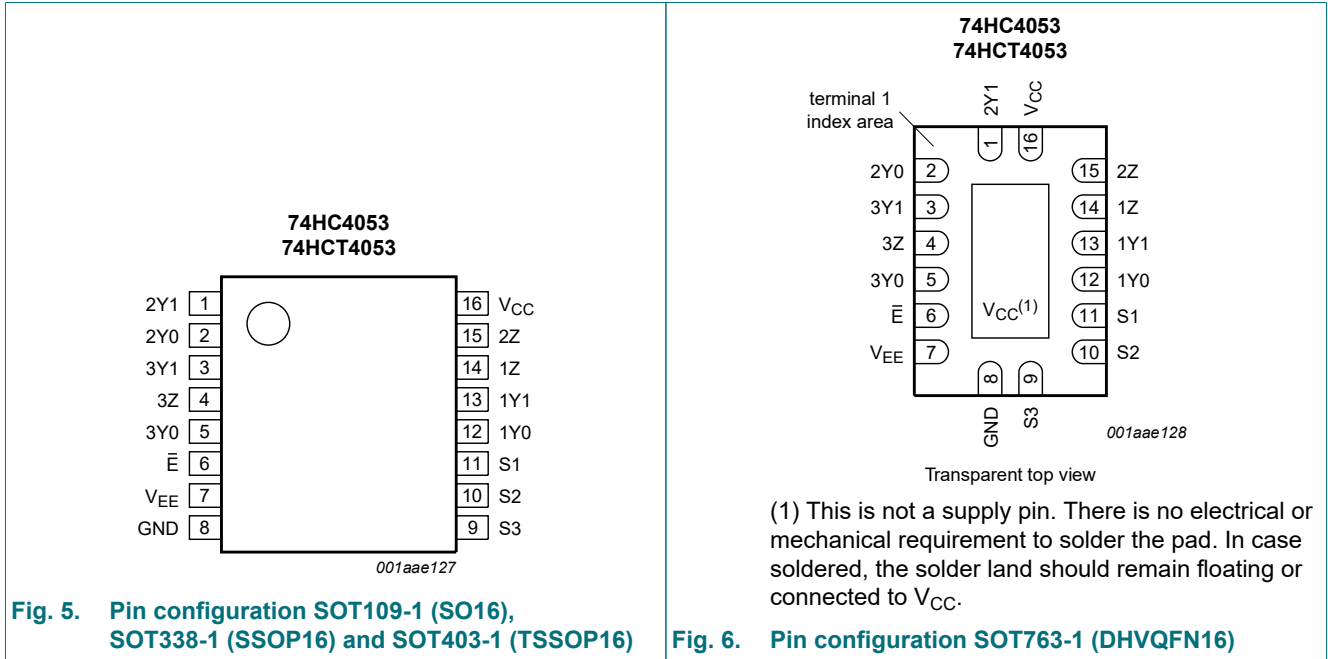 74HC4053
74HCT4053
2Y1 1
2Y0 2
3Y1 3
3Z 4
3Y0 5
E̅ 6
VEE 7
GND 8
16 VCC
15 2Z
14 1Z
13 1Y1
12 1Y0
11 S1
10 S2
9 S3
001aae127
Fig. 5. Pin configuration SOT109-1 (SO16),
SOT338-1 (SSOP16) and SOT403-1 (TSSOP16)
74HC4053
74HCT4053
terminal 1
index area
2Y1
VCC
1
16
2Y0 2
3Y1 3
3Z 4
3Y0 5
E̅ 6
VEE 7
15 2Z
14 1Z
13 1Y1
12 1Y0
11 S1
10 S2
VCC(1)
8
9
GND
S3
001aae128
Transparent top view
(1) This is not a supply pin. There is no electrical or
mechanical requirement to solder the pad. In case
soldered, the solder land should remain floating or
connected to VCC.
Fig. 6. Pin configuration SOT763-1 (DHVQFN16)